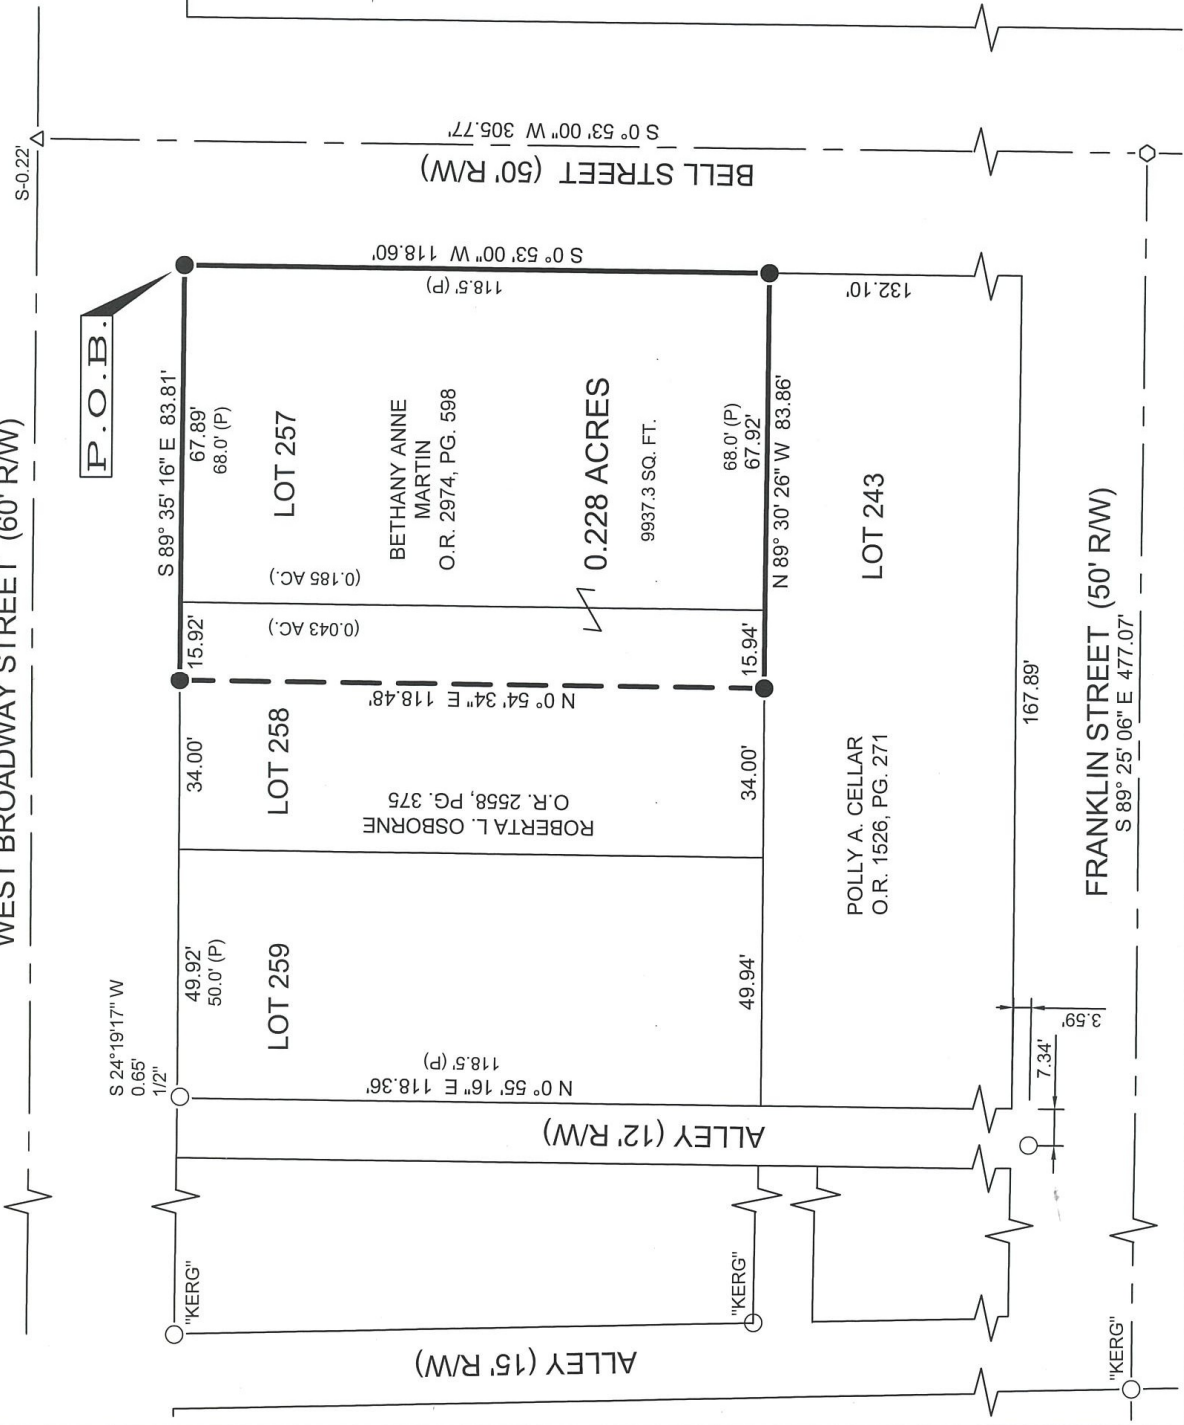 WEST BROADWAY STREET (60' R/W)
S-0.22'
P.O.B.
S 89° 35' 16" E 83.81'
67.89'
68.0' (P)
15.92'
34.00'
49.92'
50.0' (P)
S 24°19'17" W
0.65'
1/2"
LOT 257
LOT 258
LOT 259
BETHANY ANNE
MARTIN
O.R. 2974, PG. 598
(0.185 AC.)
(0.043 AC.)
0.228 ACRES
9937.3 SQ. FT.
S 0° 53' 00" W 118.60'
118.5' (P)
S 0° 53' 00" W 305.77'
BELL STREET (50' R/W)
132.10'
N 0° 54' 34" E 118.48'
ROBERTA L. OSBORNE
O.R. 2558, PG. 375
118.5' (P)
N 0° 55' 16" E 118.36'
68.0' (P)
67.92'
N 89° 30' 26" W 83.86'
15.94'
34.00'
49.94'
LOT 243
POLLY A. CELLAR
O.R. 1526, PG. 271
167.89'
FRANKLIN STREET (50' R/W)
S 89° 25' 06" E 477.07'
3.59'
7.34'
ALLEY (12' R/W)
ALLEY (15' R/W)
"KERG"
"KERG"
"KERG"